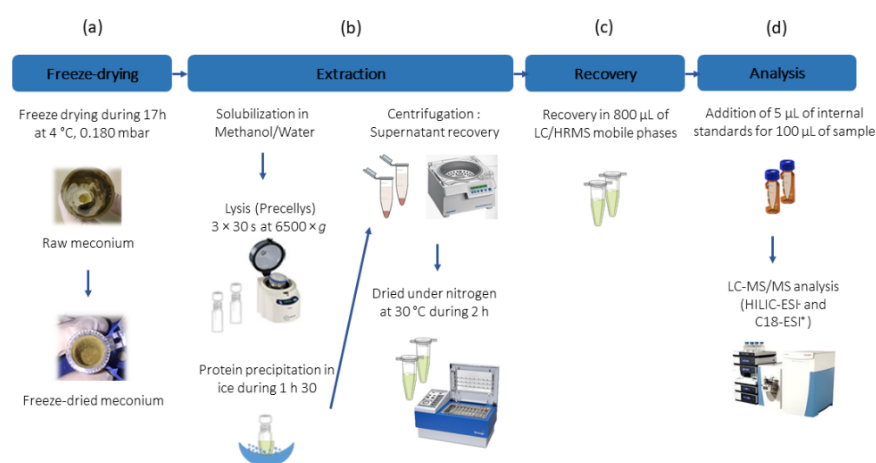 (a)
(b)
(c)
(d)
Freeze-drying
Extraction
Recovery
Analysis
Freeze drying during 17h
at 4 °C, 0.180 mbar
Raw meconium
Freeze-dried meconium
Solubilization in
Methanol/Water
Lysis (Precellys)
3 × 30 s at 6500 × g
Protein precipitation in
ice during 1 h 30
Centrifugation :
Supernatant recovery
Dried under nitrogen
at 30 °C during 2 h
Recovery in 800 µL of
LC/HRMS mobile phases
Addition of 5 µL of internal
standards for 100 µL of sample
LC-MS/MS analysis
(HILIC-ESI- and
C18-ESI+)